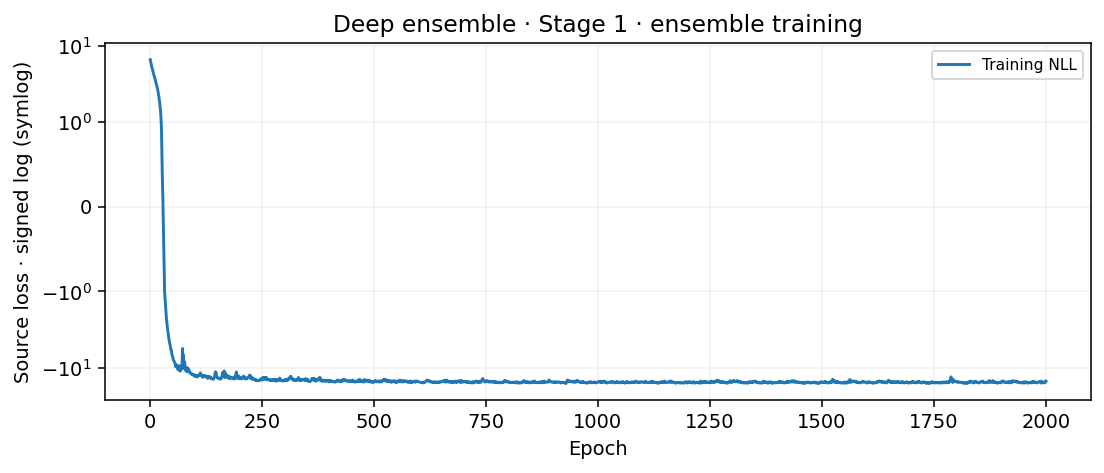 Deep ensemble · Stage 1 · ensemble training
Source loss · signed log (symlog)
10¹
10⁰
0
−10⁰
−10¹
Training NLL
0 250 500 750 1000 1250 1500 1750 2000
Epoch